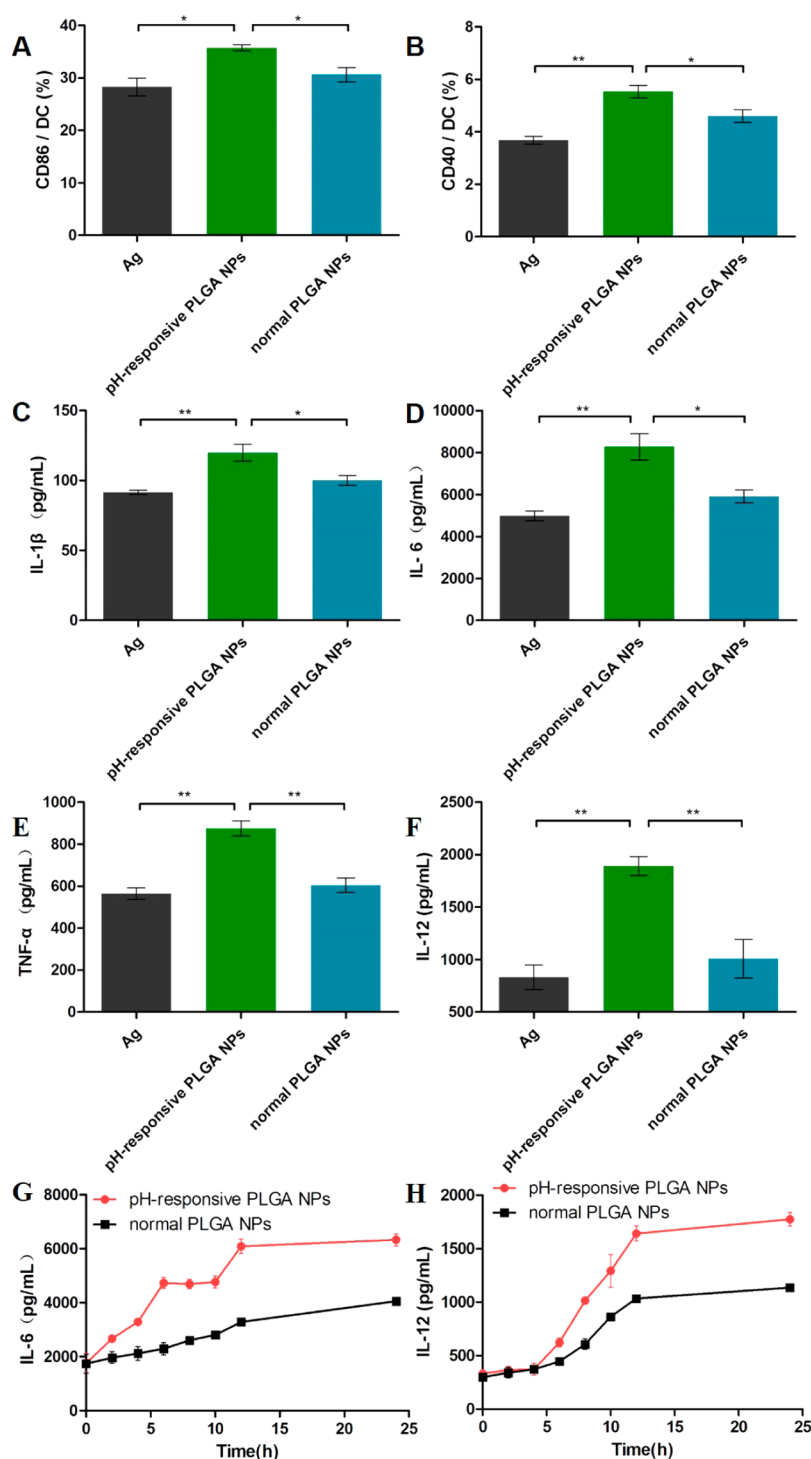 A
CD86 / DC (%)
40
30
20
10
0
*
*
Ag
pH-responsive PLGA NPs
normal PLGA NPs
B
CD40 / DC (%)
8
6
4
2
0
**
*
Ag
pH-responsive PLGA NPs
normal PLGA NPs
C
IL-1β（pg/mL)
150
100
50
0
**
*
Ag
pH-responsive PLGA NPs
normal PLGA NPs
D
IL- 6（pg/mL）
10000
8000
6000
4000
2000
0
**
*
Ag
pH-responsive PLGA NPs
normal PLGA NPs
E
TNF-α（pg/mL）
1000
800
600
400
200
0
**
**
Ag
pH-responsive PLGA NPs
normal PLGA NPs
F
IL-12 (pg/mL)
2500
2000
1500
1000
500
**
**
Ag
pH-responsive PLGA NPs
normal PLGA NPs
G
pH-responsive PLGA NPs
normal PLGA NPs
IL-6（pg/mL）
8000
6000
4000
2000
0
0 5 10 15 20 25
Time(h)
H
pH-responsive PLGA NPs
normal PLGA NPs
IL-12 (pg/mL)
2000
1500
1000
500
0
0 5 10 15 20 25
Time(h)